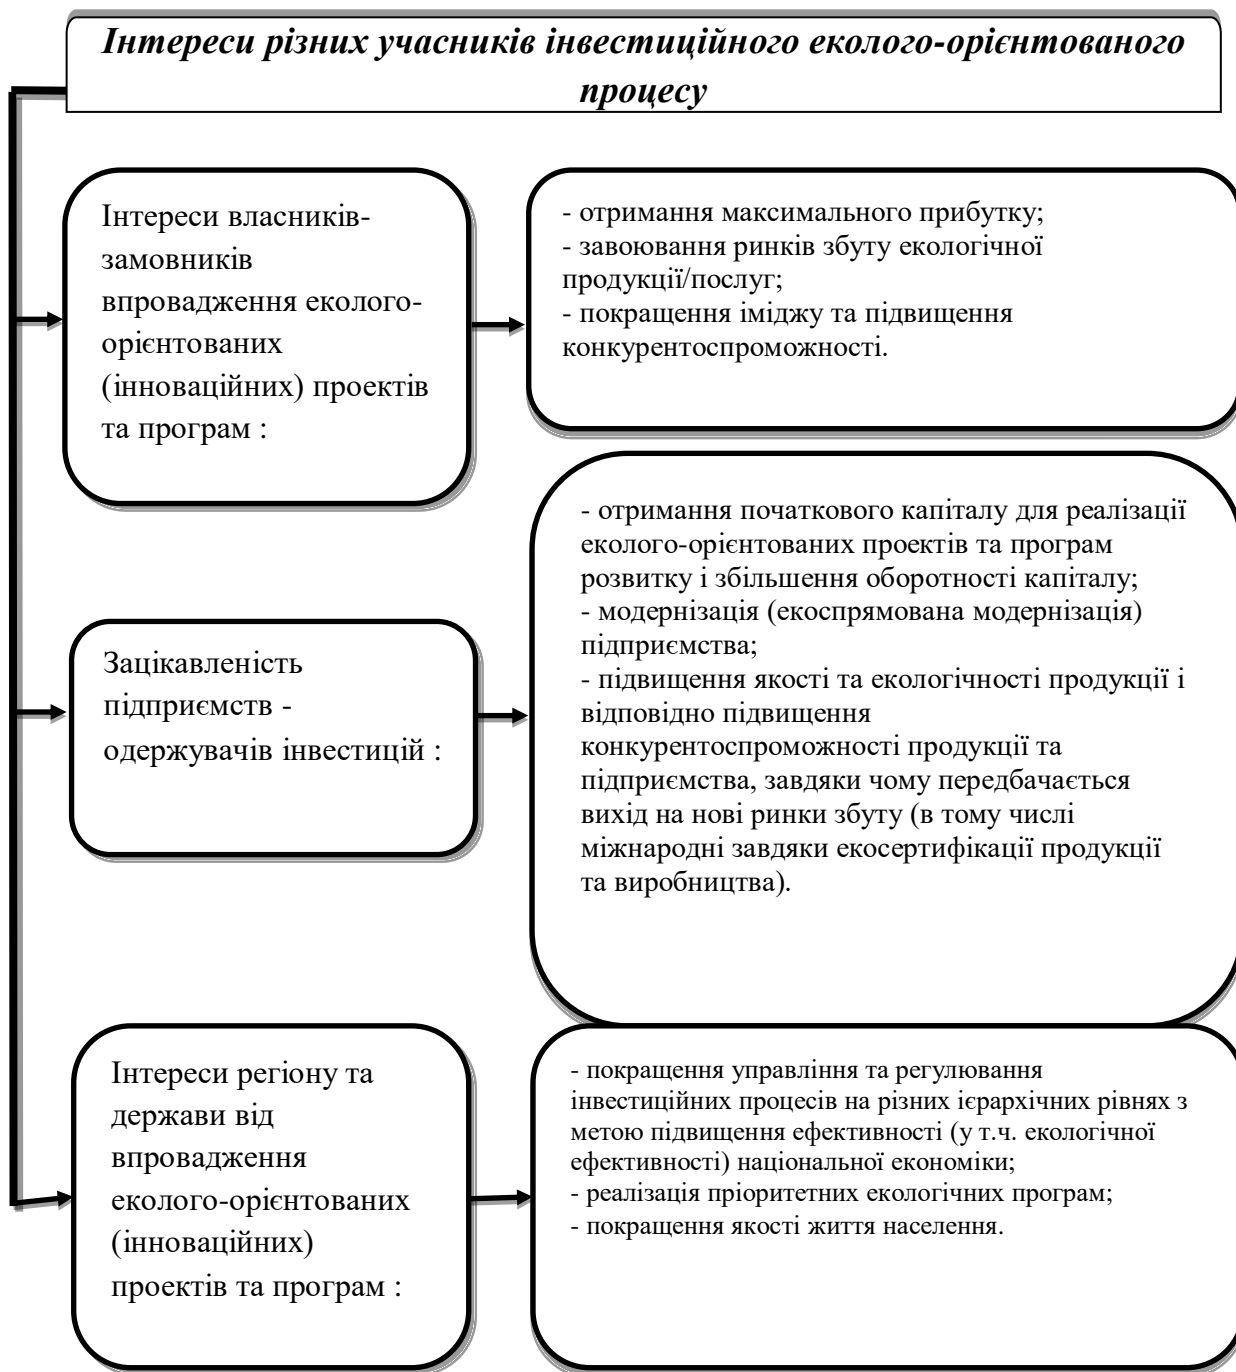 Інтереси різних учасників інвестиційного еколого-орієнтованого
процесу
Інтереси власників-
замовників
впровадження еколого-
орієнтованих
(інноваційних) проектів
та програм :
- отримання максимального прибутку;
- завоювання ринків збуту екологічної
продукції/послуг;
- покращення іміджу та підвищення
конкурентоспроможності.
Зацікавленість
підприємств -
одержувачів інвестицій :
- отримання початкового капіталу для реалізації
еколого-орієнтованих проектів та програм
розвитку і збільшення оборотності капіталу;
- модернізація (екоспрямована модернізація)
підприємства;
- підвищення якості та екологічності продукції і
відповідно підвищення
конкурентоспроможності продукції та
підприємства, завдяки чому передбачається
вихід на нові ринки збуту (в тому числі
міжнародні завдяки екосертифікації продукції
та виробництва).
Інтереси регіону та
держави від
впровадження
еколого-орієнтованих
(інноваційних)
проектів та програм :
- покращення управління та регулювання
інвестиційних процесів на різних ієрархічних рівнях з
метою підвищення ефективності (у т.ч. екологічної
ефективності) національної економіки;
- реалізація пріоритетних екологічних програм;
- покращення якості життя населення.